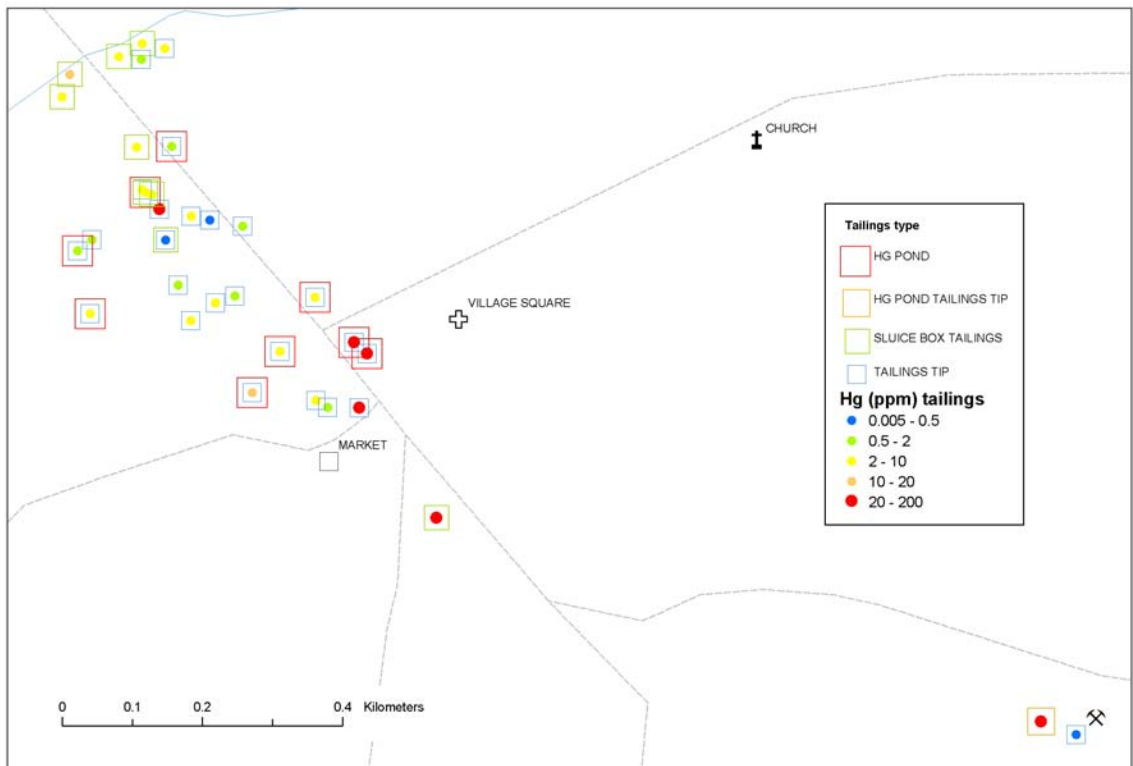 CHURCH
VILLAGE SQUARE
MARKET
Tailings type
HG POND
HG POND TAILINGS TIP
SLUICE BOX TAILINGS
TAILINGS TIP
Hg (ppm) tailings
0.005 - 0.5
0.5 - 2
2 - 10
10 - 20
20 - 200
0 0.1 0.2 0.4 Kilometers